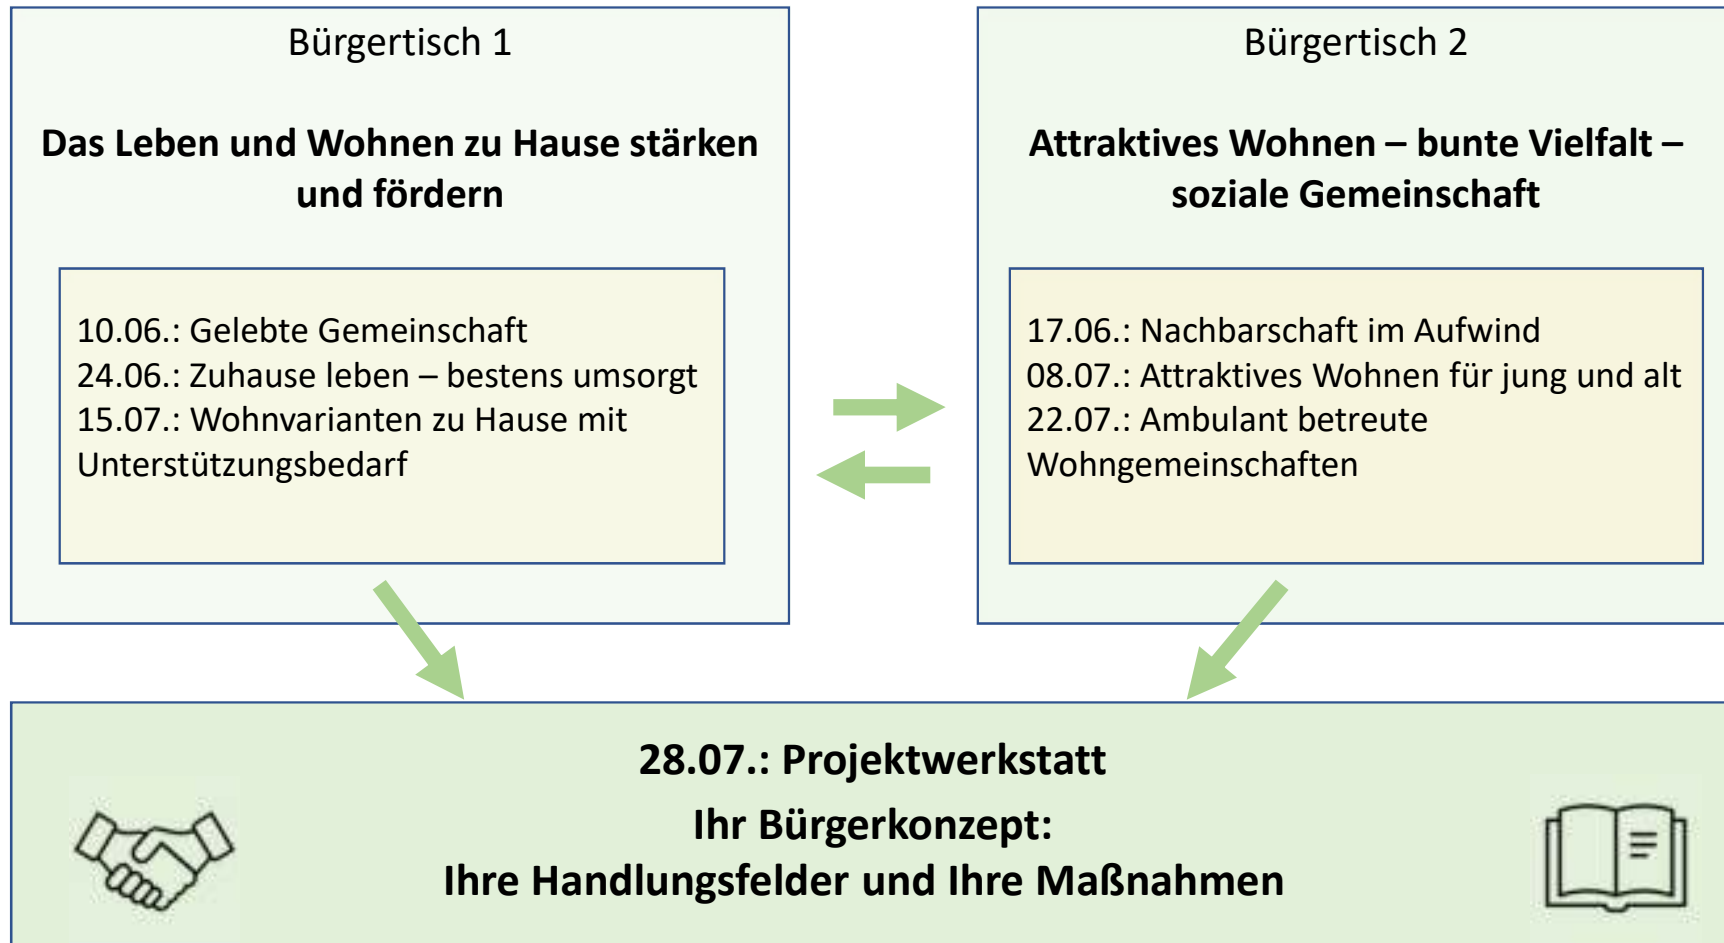 Bürgertisch 1
Das Leben und Wohnen zu Hause stärken
und fördern
10.06.: Gelebte Gemeinschaft
24.06.: Zuhause leben – bestens umsorgt
15.07.: Wohnvarianten zu Hause mit
Unterstützungsbedarf
Bürgertisch 2
Attraktives Wohnen – bunte Vielfalt –
soziale Gemeinschaft
17.06.: Nachbarschaft im Aufwind
08.07.: Attraktives Wohnen für jung und alt
22.07.: Ambulant betreute
Wohngemeinschaften
28.07.: Projektwerkstatt
Ihr Bürgerkonzept:
Ihre Handlungsfelder und Ihre Maßnahmen